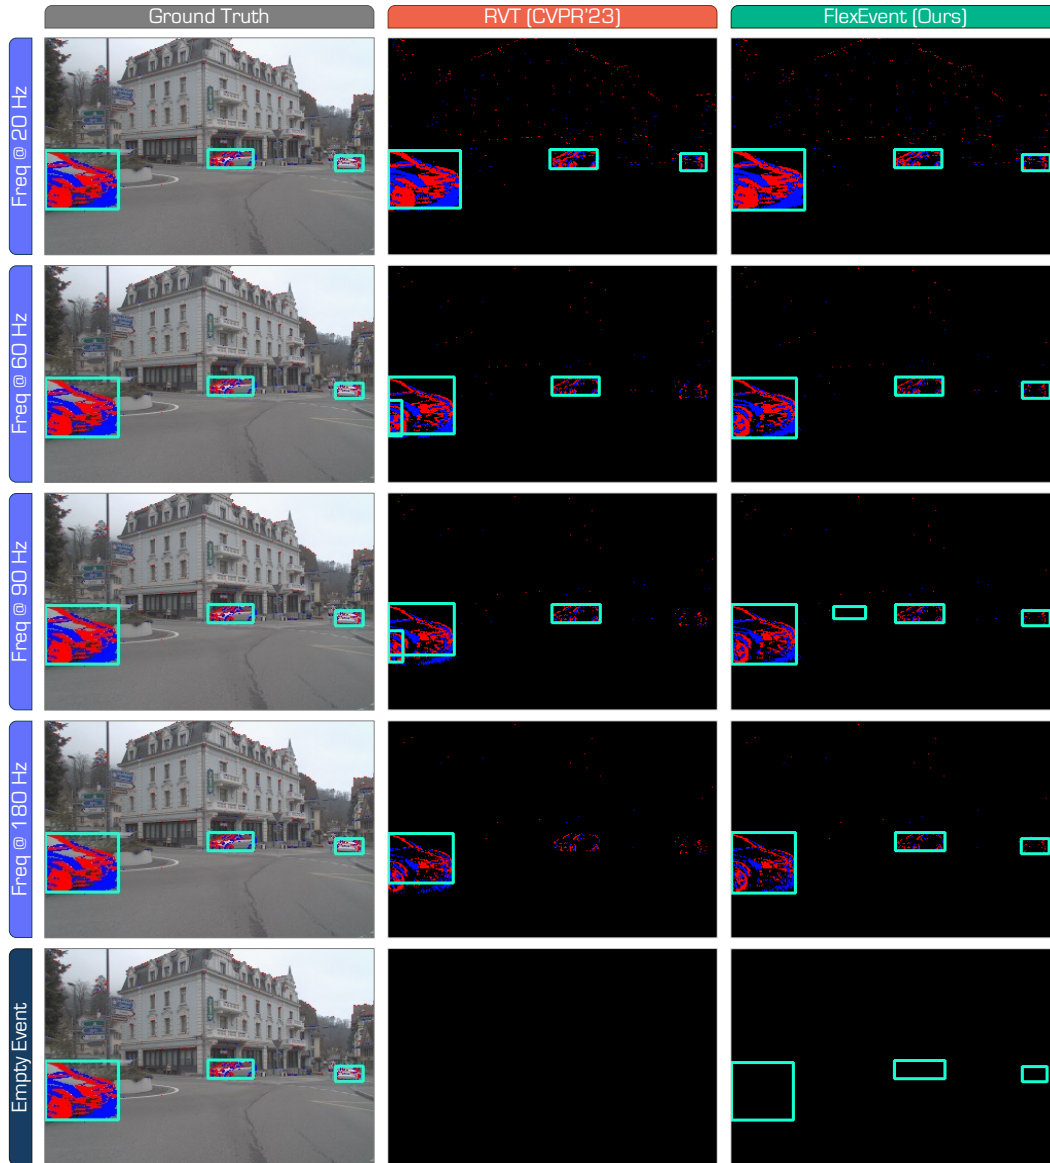 Ground Truth
RVT (CVPR'23)
FlexEvent (Ours)
Freq @ 20 Hz
Freq @ 60 Hz
Freq @ 90 Hz
Freq @ 180 Hz
Empty Event